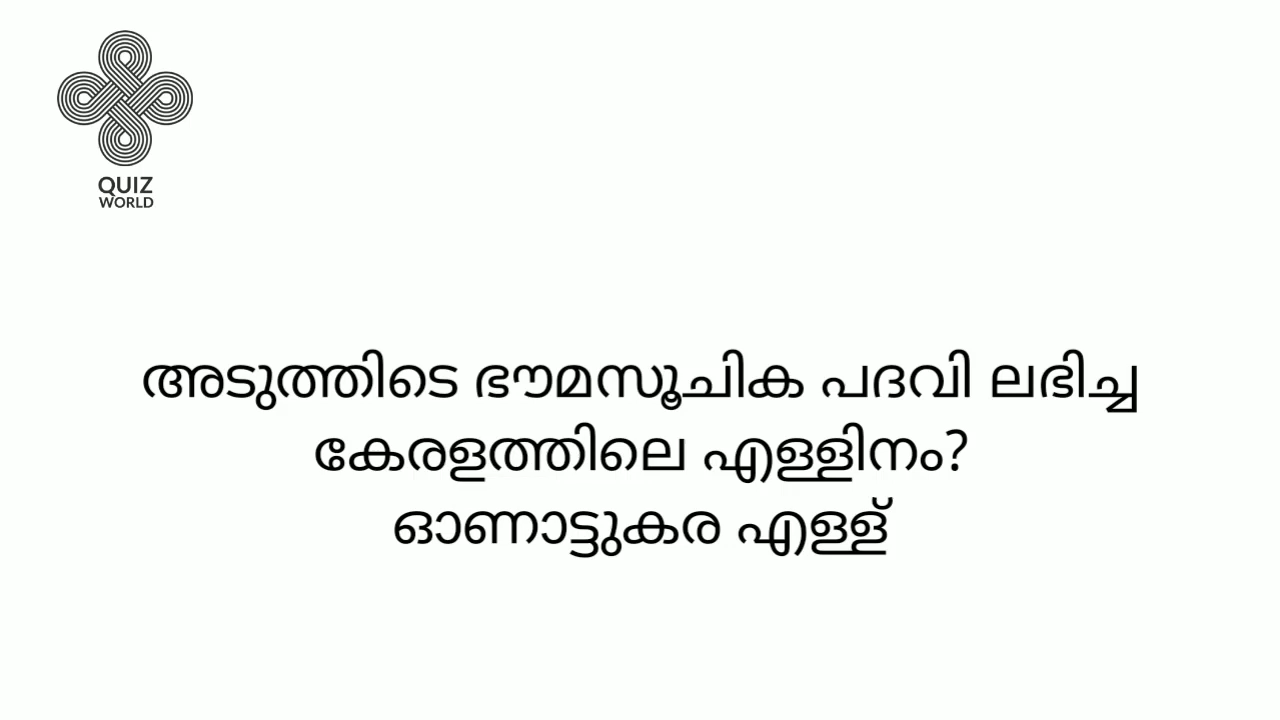 QUIZ
WORLD
അടുത്തിടെ ഭൗമസൂചിക പദവി ലഭിച്ച
കേരളത്തിലെ എള്ളിനം?
ഓണാട്ടുകര എള്ള്